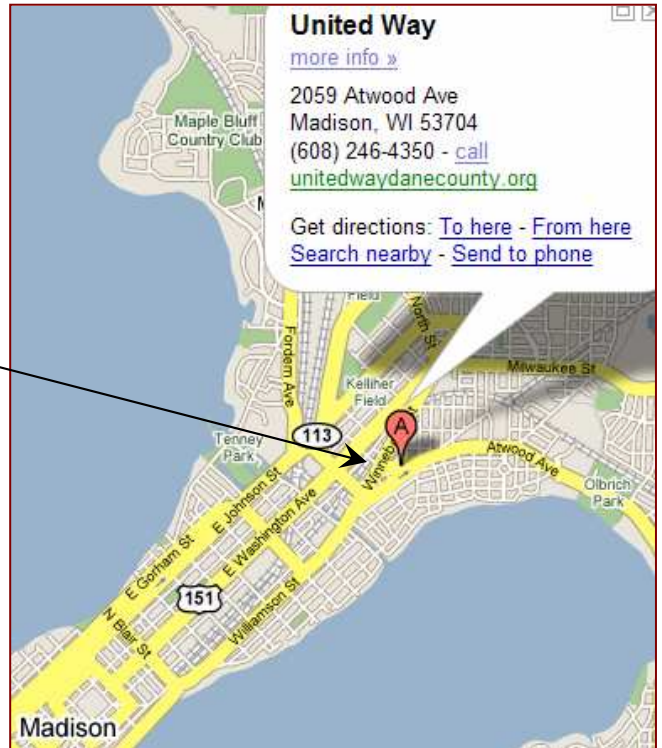 United Way
more info »
2059 Atwood Ave
Madison, WI 53704
(608) 246-4350 - call
unitedwaydanecounty.org
Get directions: To here - From here
Search nearby - Send to phone
Maple Bluff
Country Club
Field
North St
Fordem Ave
Milwaukee St
Kelliher
Field
Tenney
Park
113
A
Atwood Ave
Olbrich
Park
E Johnson St
E Washington Ave
E Gorham St
151
N Blair St
Williamson St
Madison